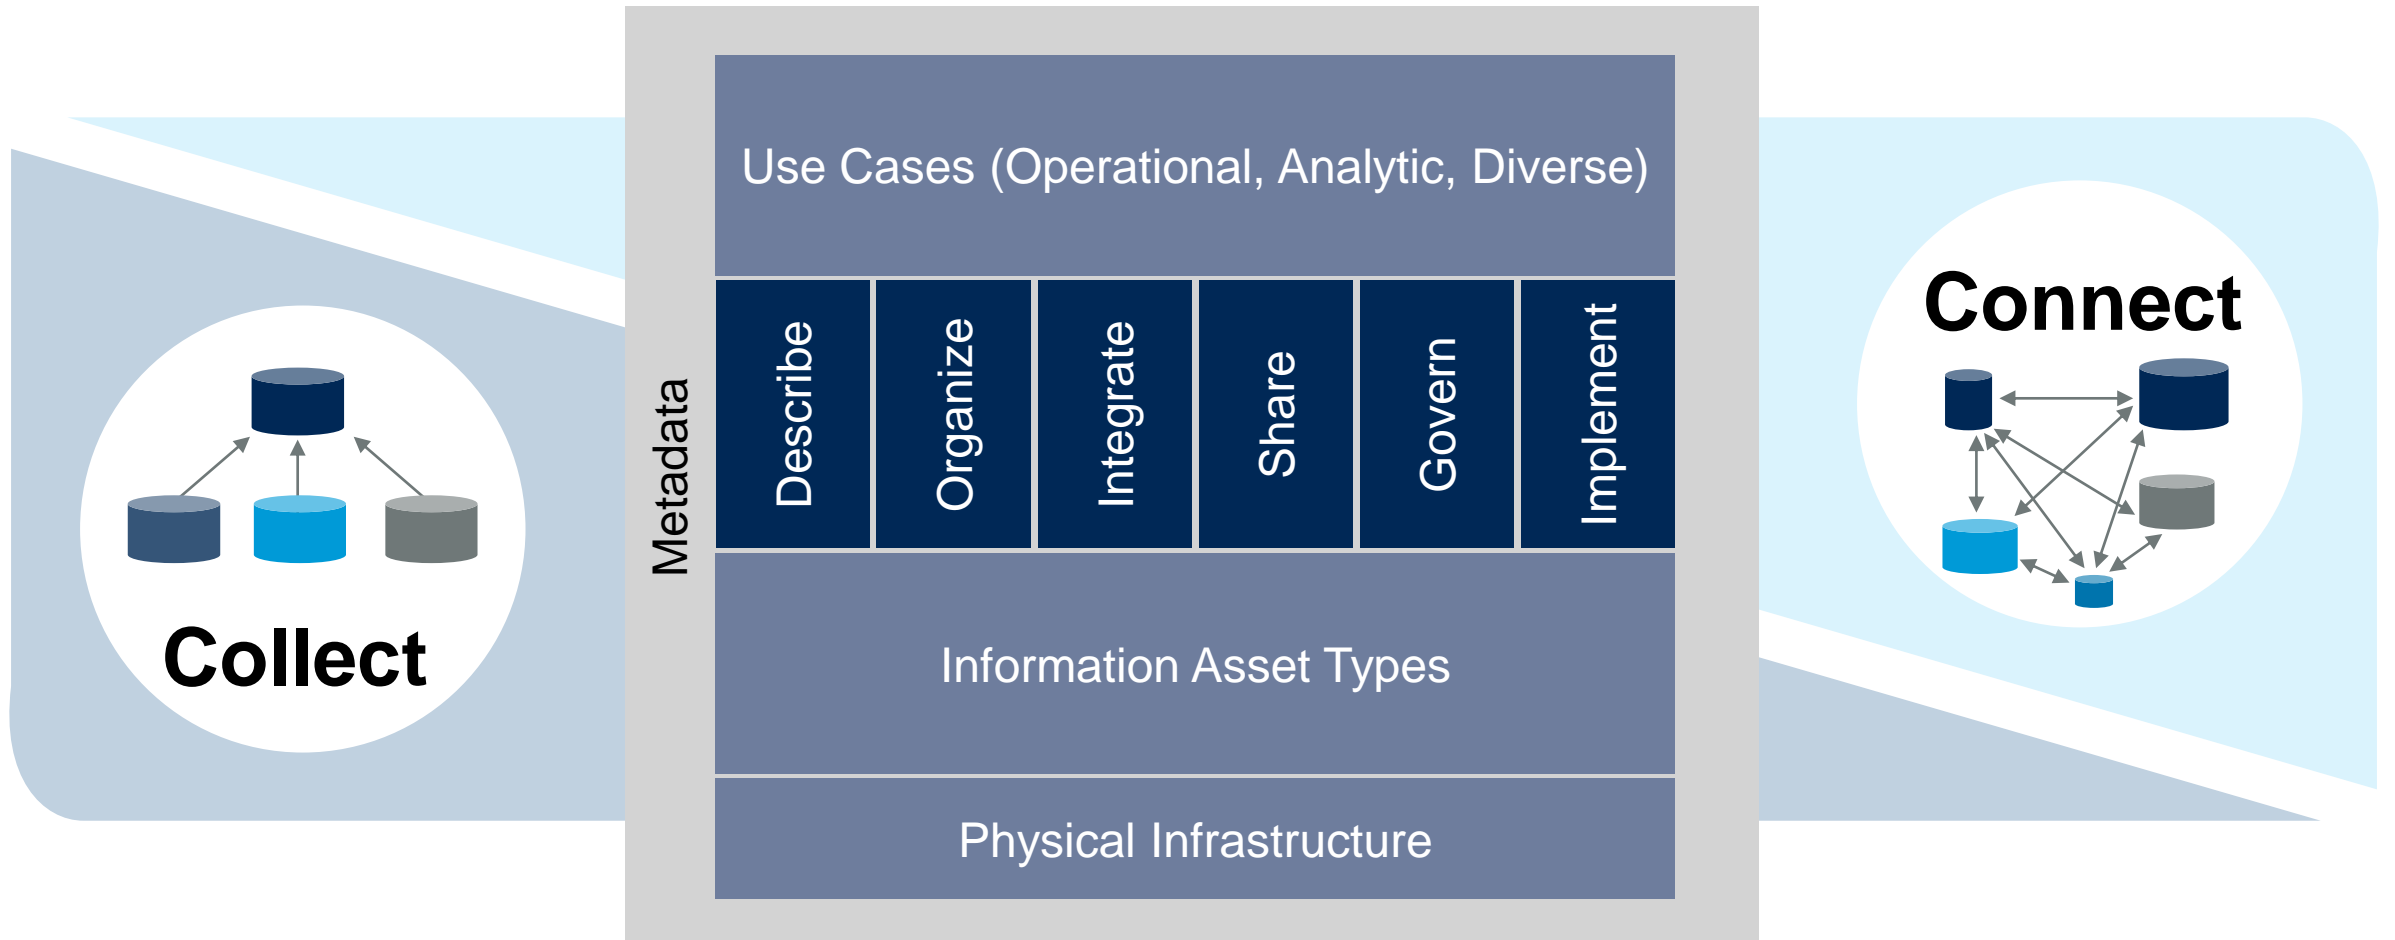 Collect
Metadata
Use Cases (Operational, Analytic, Diverse)
Describe
Organize
Integrate
Share
Govern
Implement
Information Asset Types
Physical Infrastructure
Connect